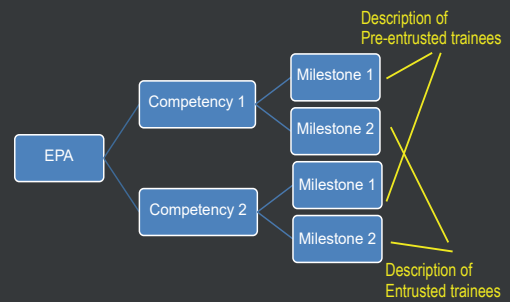 Description of
Pre-entrusted trainees
Milestone 1
Competency 1
Milestone 2
EPA
Milestone 1
Competency 2
Milestone 2
Description of
Entrusted trainees